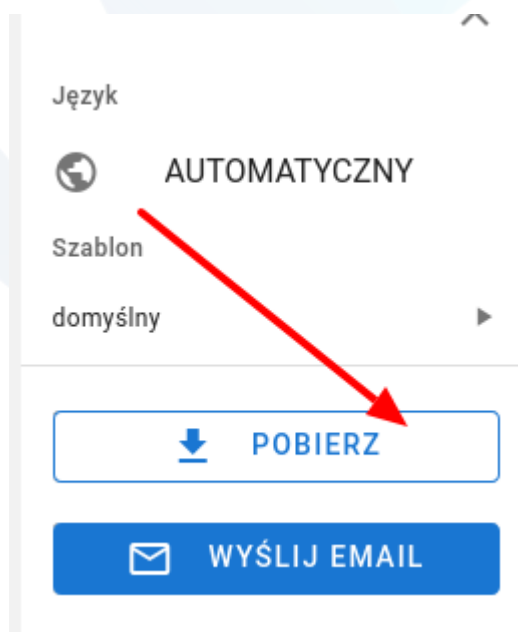 Język
AUTOMATYCZNY
Szablon
domyślny
POBIERZ
WYŚLIJ EMAIL